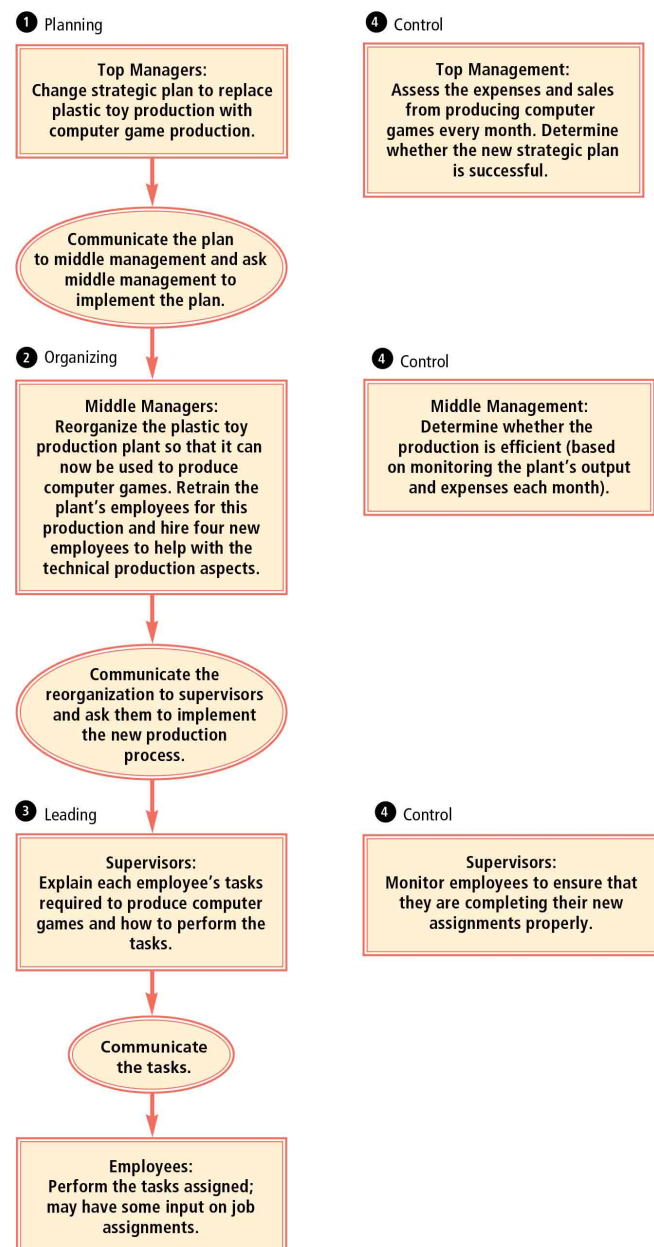 1 Planning
Top Managers:
Change strategic plan to replace
plastic toy production with
computer game production.
Communicate the plan
to middle management and ask
middle management to
implement the plan.
2 Organizing
Middle Managers:
Reorganize the plastic toy
production plant so that it can
now be used to produce
computer games. Retrain the
plant's employees for this
production and hire four new
employees to help with the
technical production aspects.
Communicate the
reorganization to supervisors
and ask them to implement
the new production
process.
3 Leading
Supervisors:
Explain each employee's tasks
required to produce computer
games and how to perform the
tasks.
Communicate
the tasks.
Employees:
Perform the tasks assigned;
may have some input on job
assignments.
4 Control
Top Management:
Assess the expenses and sales
from producing computer
games every month. Determine
whether the new strategic plan
is successful.
4 Control
Middle Management:
Determine whether the
production is efficient (based
on monitoring the plant's output
and expenses each month).
4 Control
Supervisors:
Monitor employees to ensure that
they are completing their new
assignments properly.